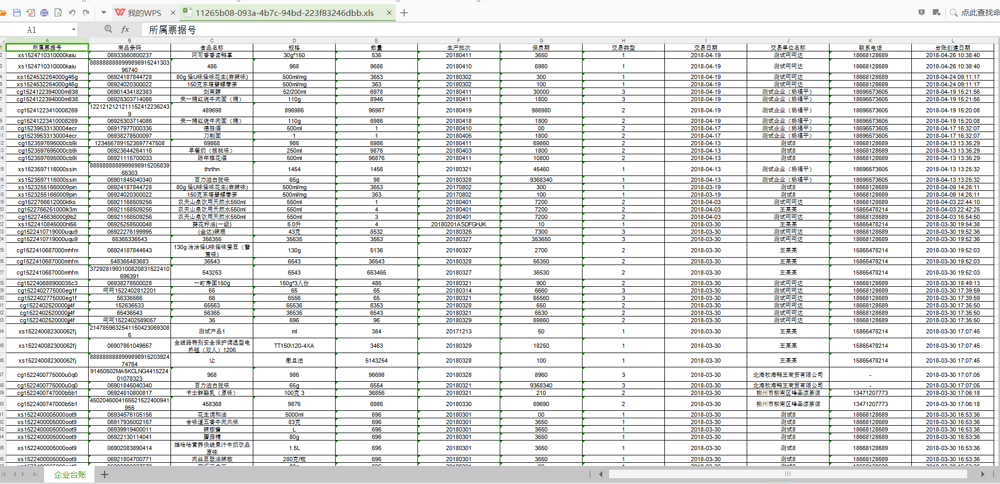 我的WPS × 11265b08-093a-4b7c-94bd-223f83246dbb.xls × +
点此查找命
A1 fx 所属票据号
A B C D E F G H I J K L
所属票据号 商品条码 食品名称 规格 数量 生产批次 保质期 交易类型 交易日期 交易单位名称 联系电话 台账创建日期
xs1524710310000kaiu 06933560800237 阿可香香卤鸭掌 30g*150 536 20180411 3650 1 2018-04-19 测试呵呵达 18668128689 2018-04-26 10:38:40
xs1524710310000kaiu 888888888899989891524130396740 486 968 9686 20180410 6980 1 2018-04-19 测试呵呵达 18668128689 2018-04-26 10:38:40
xs1524532264000g46g 06924187844728 80g 怪U味怪味花生(麻辣味) 500ml/mg 3653 20180302 300 1 2018-04-19 测试呵呵达 18668128689 2018-04-24 09:11:17
xs1524532264000g46g 06924020300022 150克东塔碧螺春茶 500ml/mg 363 20180302 100 1 2018-04-19 测试呵呵达 18668128689 2018-04-24 09:11:17
cg1524122394000m838 06901434182383 剑南醇 52/200ml 6978 20180411 30000 3 2018-04-19 测试企业（杨福平） 18696573605 2018-04-19 15:21:56
cg1524122394000m838 06925303714086 来一桶红烧牛肉面（桶） 110g 8946 20180411 1800 3 2018-04-19 测试企业（杨福平） 18696573605 2018-04-19 15:21:56
cg15241223410008269 12212121212111524122362439 489698 896986 96987 20180419 986980 2 2018-04-19 测试企业（杨福平） 18696573605 2018-04-19 15:20:08
cg15241223410008269 06925303714086 来一桶红烧牛肉面（桶） 110g 6986 20180418 1800 2 2018-04-19 测试企业（杨福平） 18696573605 2018-04-19 15:20:08
cg15239533130004ecr 06917977000336 德胜酒 500ml 1 20180410 00 2 2018-04-17 测试企业（杨福平） 18696573605 2018-04-17 16:32:07
cg15239533130004ecr 06938278500097 刀削面 1 1 20180405 1800 2 2018-04-17 测试企业（杨福平） 18696573605 2018-04-17 16:32:07
cg1523597695000cb9i 1234567891523597747508 69868 986 6986 20180411 69860 2 2018-04-13 测试8 18668128689 2018-04-13 13:35:29
cg1523597695000cb9i 06923644264116 早餐奶（核桃味） 250ml 9876 20180403 1800 2 2018-04-13 测试8 18668128689 2018-04-13 13:35:29
cg1523597695000cb9i 06921115700033 陈年桂花酒 500ml 96876 20180411 10800 2 2018-04-13 测试8 18668128689 2018-04-13 13:35:29
xs1523597116000ssin 888888888899989891520583965303 thrthn 1454 1456 20180321 45460 1 2018-04-13 测试企业（杨福平） 18696573605 2018-04-13 13:25:32
xs1523597116000ssin 06901845040340 百力滋白脱味 65g 98 20180328 9368340 1 2018-04-13 测试企业（杨福平） 18696573605 2018-04-13 13:25:32
xs15232551660009pin 06924187844728 80g 怪U味怪味花生(麻辣味) 500ml/mg 3653 20170802 300 1 2018-03-19 测试8 18668128689 2018-04-09 14:26:11
xs15232551660009pin 06924020300022 150克东塔碧螺春茶 500ml/mg 363 20170802 100 1 2018-03-19 测试8 18668128689 2018-04-09 14:26:11
cg1522766612000ktks 06921168509256 农夫山泉饮用天然水550ml 550ml 1 20180401 7200 2 2018-04-03 测试呵呵达 18668128689 2018-04-03 22:44:10
cg1522766251000lk3m 06921168509256 农夫山泉饮用天然水550ml 550ml 4 20180401 7200 2 2018-04-03 王某某 15865478214 2018-04-03 22:42:25
cg1522745636000j9b2 06921168509256 农夫山泉饮用天然水550ml 550ml 3 20180401 7200 2 2018-04-03 测试呵呵达 18668128689 2018-04-03 16:54:50
xs1522410845000hl56 06925258500048 葵花籽油(一级) 5.0升 4 20180201ASDFGHJK 10 1 2018-03-30 王某某 15865478214 2018-03-30 19:54:38
cg1522410719000uqu9 06922276199995 (金达)辣根 43克 8532 20180326 7300 3 2018-03-30 测试呵呵达 18668128689 2018-03-30 19:52:36
cg1522410719000uqu9 65365336543 356356 35635 3563 20180327 353650 3 2018-03-30 测试呵呵达 18668128689 2018-03-30 19:52:36
cg1522410687000mhfm 06924187844643 130g 洽洽怪U味怪味蚕豆（蟹黄味) 130g 5136 20180327 2700 2 2018-03-30 王某某 15865478214 2018-03-30 19:52:03
cg1522410687000mhfm 548365483683 36543 6543 36543 20180328 56350 2 2018-03-30 王某某 15865478214 2018-03-30 19:52:03
cg1522410687000mhfm 3729281993100820831522410696391 543253 6543 653465 20180327 36530 2 2018-03-30 王某某 15865478214 2018-03-30 19:52:03
cg152240688900035c3 06938278500028 一町寿面150g 150g*3人份 486 20180321 900 2 2018-03-30 测试呵呵达 18668128689 2018-03-30 18:49:13
cg1522402775000eg1f 呵呵1522402812201 65 65 65 20180314 6660 3 2018-03-30 测试呵呵达 18668128689 2018-03-30 17:39:59
cg1522402775000eg1f 56336566 66 6556 65 20180321 65560 3 2018-03-30 测试呵呵达 18668128689 2018-03-30 17:39:59
cg1522402520000jj4f 152636533 65563 65536 6353 20180328 650 2 2018-03-30 测试呵呵达 18668128689 2018-03-30 17:35:50
cg1522402520000jj4f 65436543 56365 36535 6543 20180321 6530 2 2018-03-30 测试呵呵达 18668128689 2018-03-30 17:35:50
cg1522402520000jj4f 呵呵1522402589057 36 696 96 20180329 69860 2 2018-03-30 测试呵呵达 18668128689 2018-03-30 17:35:50
xs152240082300062fj 21478596325411504230693086 测试产品1 ml 384 20171213 50 1 2018-03-30 王某某 15865478214 2018-03-30 17:07:45
xs152240082300062fj 06907861049657 全线路特别安全保护调温型电热毯（双人）1206 TT150\120-4XA 3463 20180329 18250 1 2018-03-30 王某某 15865478214 2018-03-30 17:07:45
xs152240082300062fj 888888888899989891520392474764 让 撒旦法 5143254 20180328 100 1 2018-03-30 王某某 15865478214 2018-03-30 17:07:45
cg1522400775000u0q0 91450502MA5KCLNG441522401078323 968 986 96698 20180328 8960 3 2018-03-30 北海牧海鸭王商贸有限公司 - 2018-03-30 17:07:05
cg1522400775000u0q0 06901845040340 百力滋白脱味 65g 6554 20180321 9368340 3 2018-03-30 北海牧海鸭王商贸有限公司 - 2018-03-30 17:07:05
cg1522400747000b5b1 06924810800817 卡士鲜酪乳（原味） 100克 3 36856 20180321 210 2 2018-03-30 柳州市柳南区峰圣凉茶店 13471207773 2018-03-30 17:06:18
cg1522400747000b5b1 45020460041655215224009419​55 458368 9876 6986 20180330 69690 2 2018-03-30 柳州市柳南区峰圣凉茶店 13471207773 2018-03-30 17:06:18
xs1522400005000oot9 06934576105156 花生调和油 5000ml 696 20180301 00 1 2018-03-30 测试8 18668128689 2018-03-30 16:53:36
xs1522400005000oot9 06917935002167 合味道五香牛肉风味 83克 696 20180301 3650 1 2018-03-30 测试8 18668128689 2018-03-30 16:53:36
xs1522400005000oot9 06939919400011 辣椒酱 L 696 20180301 3650 1 2018-03-30 测试8 18668128689 2018-03-30 16:53:36
xs1522400005000oot9 06922130114041 蘑菇精 80g 696 20180301 3650 1 2018-03-30 测试8 18668128689 2018-03-30 16:53:36
xs1522400005000oot9 06902083890414 娃哈哈营养快线果汁牛奶饮品原味 1.5L 696 20180301 3650 1 2018-03-30 测试8 18668128689 2018-03-30 16:53:36
xs1522400005000oot9 06921804700771 肉丝豆豉油辣椒 280克/瓶 696 20180301 3650 1 2018-03-30 测试8 18668128689 2018-03-30 16:53:36
企业台账 +